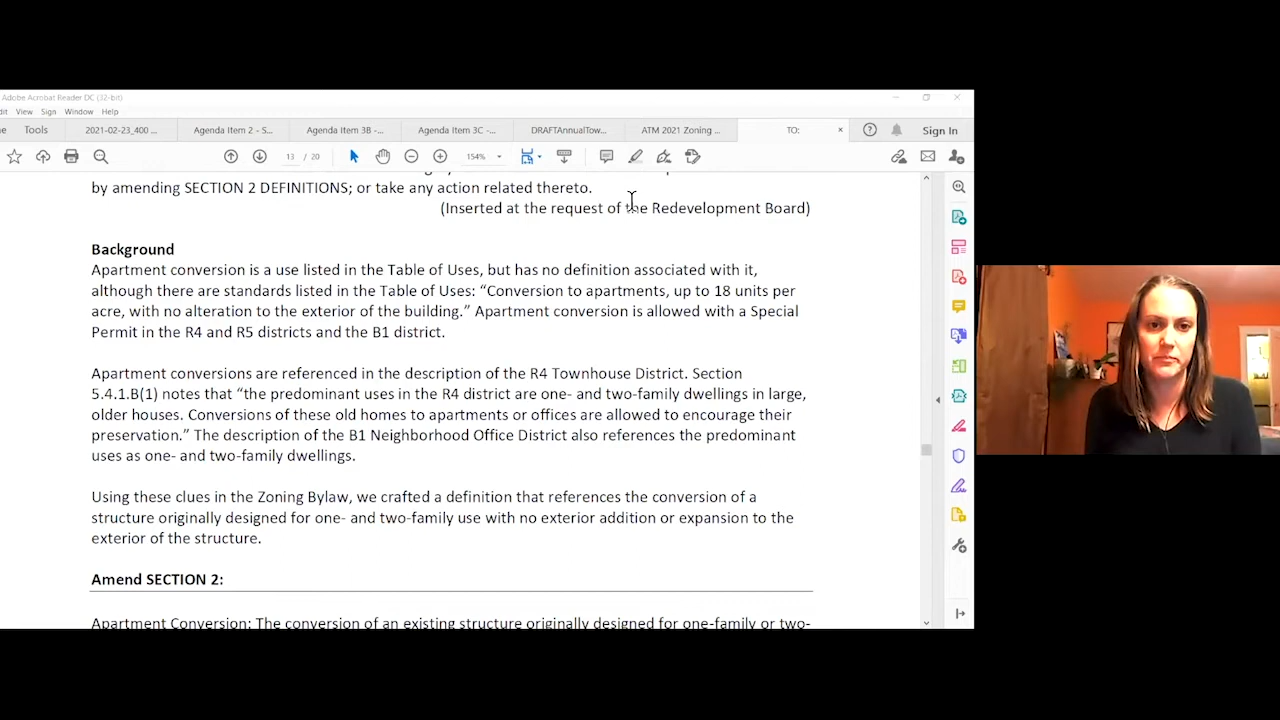 Adobe Acrobat Reader DC (32-bit)
dit View Sign Window Help
e Tools 2021-02-23_400 ... Agenda Item 2 - S... Agenda Item 3B -... Agenda Item 3C -... DRAFTAnnualTow... ATM 2021 Zoning ... TO: × Sign In
13 / 20 154%
by amending SECTION 2 DEFINITIONS; or take any action related thereto.
(Inserted at the request of the Redevelopment Board)
Background
Apartment conversion is a use listed in the Table of Uses, but has no definition associated with it,
although there are standards listed in the Table of Uses: “Conversion to apartments, up to 18 units per
acre, with no alteration to the exterior of the building.” Apartment conversion is allowed with a Special
Permit in the R4 and R5 districts and the B1 district.
Apartment conversions are referenced in the description of the R4 Townhouse District. Section
5.4.1.B(1) notes that “the predominant uses in the R4 district are one- and two-family dwellings in large,
older houses. Conversions of these old homes to apartments or offices are allowed to encourage their
preservation.” The description of the B1 Neighborhood Office District also references the predominant
uses as one- and two-family dwellings.
Using these clues in the Zoning Bylaw, we crafted a definition that references the conversion of a
structure originally designed for one- and two-family use with no exterior addition or expansion to the
exterior of the structure.
Amend SECTION 2:
Apartment Conversion: The conversion of an existing structure originally designed for one-family or two-